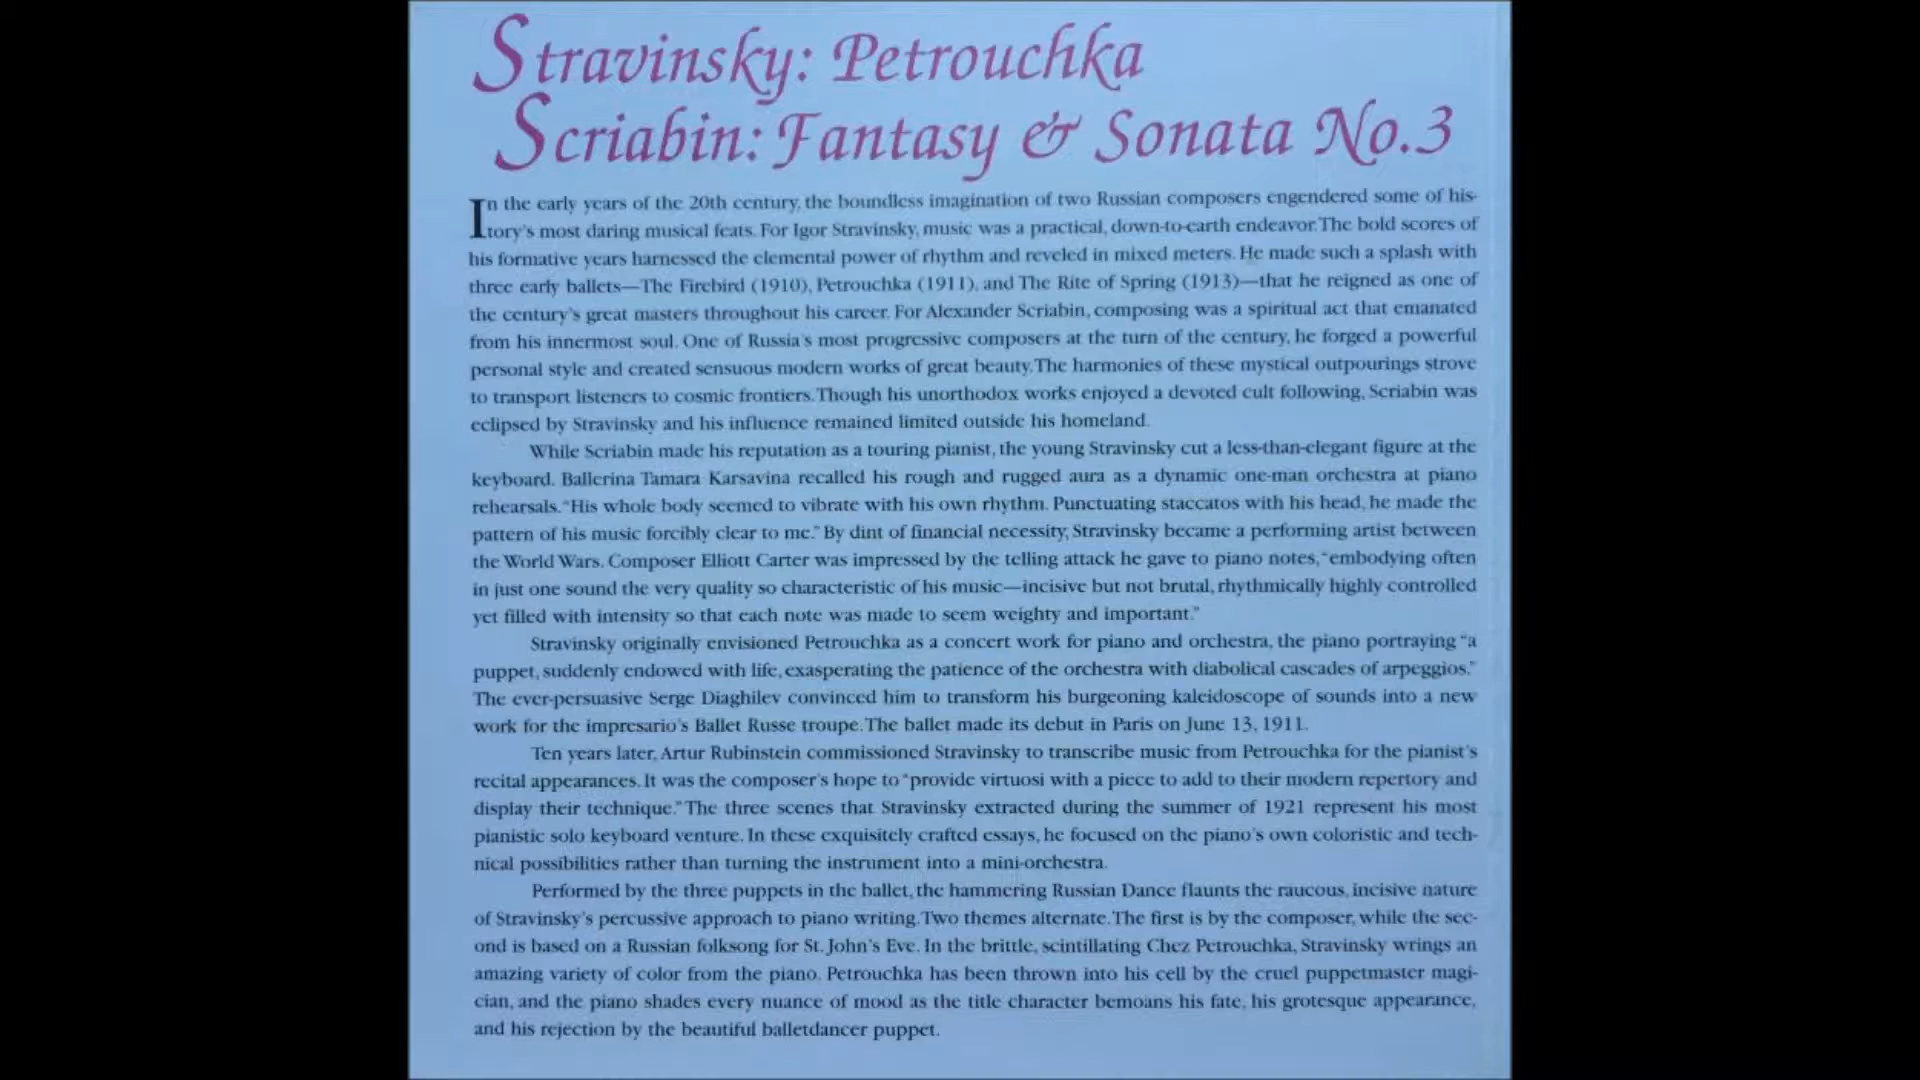 Stravinsky: Petrouchka
Scriabin: Fantasy & Sonata No.3
In the early years of the 20th century, the boundless imagination of two Russian composers engendered some of his-
tory's most daring musical feats. For Igor Stravinsky, music was a practical, down-to-earth endeavor. The bold scores of
his formative years harnessed the elemental power of rhythm and reveled in mixed meters. He made such a splash with
three early ballets—The Firebird (1910), Petrouchka (1911), and The Rite of Spring (1913)—that he reigned as one of
the century's great masters throughout his career. For Alexander Scriabin, composing was a spiritual act that emanated
from his innermost soul. One of Russia's most progressive composers at the turn of the century, he forged a powerful
personal style and created sensuous modern works of great beauty. The harmonies of these mystical outpourings strove
to transport listeners to cosmic frontiers. Though his unorthodox works enjoyed a devoted cult following, Scriabin was
eclipsed by Stravinsky and his influence remained limited outside his homeland.
While Scriabin made his reputation as a touring pianist, the young Stravinsky cut a less-than-elegant figure at the
keyboard. Ballerina Tamara Karsavina recalled his rough and rugged aura as a dynamic one-man orchestra at piano
rehearsals. "His whole body seemed to vibrate with his own rhythm. Punctuating staccatos with his head, he made the
pattern of his music forcibly clear to me." By dint of financial necessity, Stravinsky became a performing artist between
the World Wars. Composer Elliott Carter was impressed by the telling attack he gave to piano notes, "embodying often
in just one sound the very quality so characteristic of his music—incisive but not brutal, rhythmically highly controlled
yet filled with intensity so that each note was made to seem weighty and important."
Stravinsky originally envisioned Petrouchka as a concert work for piano and orchestra, the piano portraying "a
puppet, suddenly endowed with life, exasperating the patience of the orchestra with diabolical cascades of arpeggios."
The ever-persuasive Serge Diaghilev convinced him to transform his burgeoning kaleidoscope of sounds into a new
work for the impresario's Ballet Russe troupe. The ballet made its debut in Paris on June 13, 1911.
Ten years later, Artur Rubinstein commissioned Stravinsky to transcribe music from Petrouchka for the pianist's
recital appearances. It was the composer's hope to "provide virtuosi with a piece to add to their modern repertory and
display their technique." The three scenes that Stravinsky extracted during the summer of 1921 represent his most
pianistic solo keyboard venture. In these exquisitely crafted essays, he focused on the piano's own coloristic and tech-
nical possibilities rather than turning the instrument into a mini-orchestra.
Performed by the three puppets in the ballet, the hammering Russian Dance flaunts the raucous, incisive nature
of Stravinsky's percussive approach to piano writing. Two themes alternate. The first is by the composer, while the sec-
ond is based on a Russian folksong for St. John's Eve. In the brittle, scintillating Chez Petrouchka, Stravinsky wrings an
amazing variety of color from the piano. Petrouchka has been thrown into his cell by the cruel puppetmaster magi-
cian, and the piano shades every nuance of mood as the title character bemoans his fate, his grotesque appearance,
and his rejection by the beautiful balletdancer puppet.